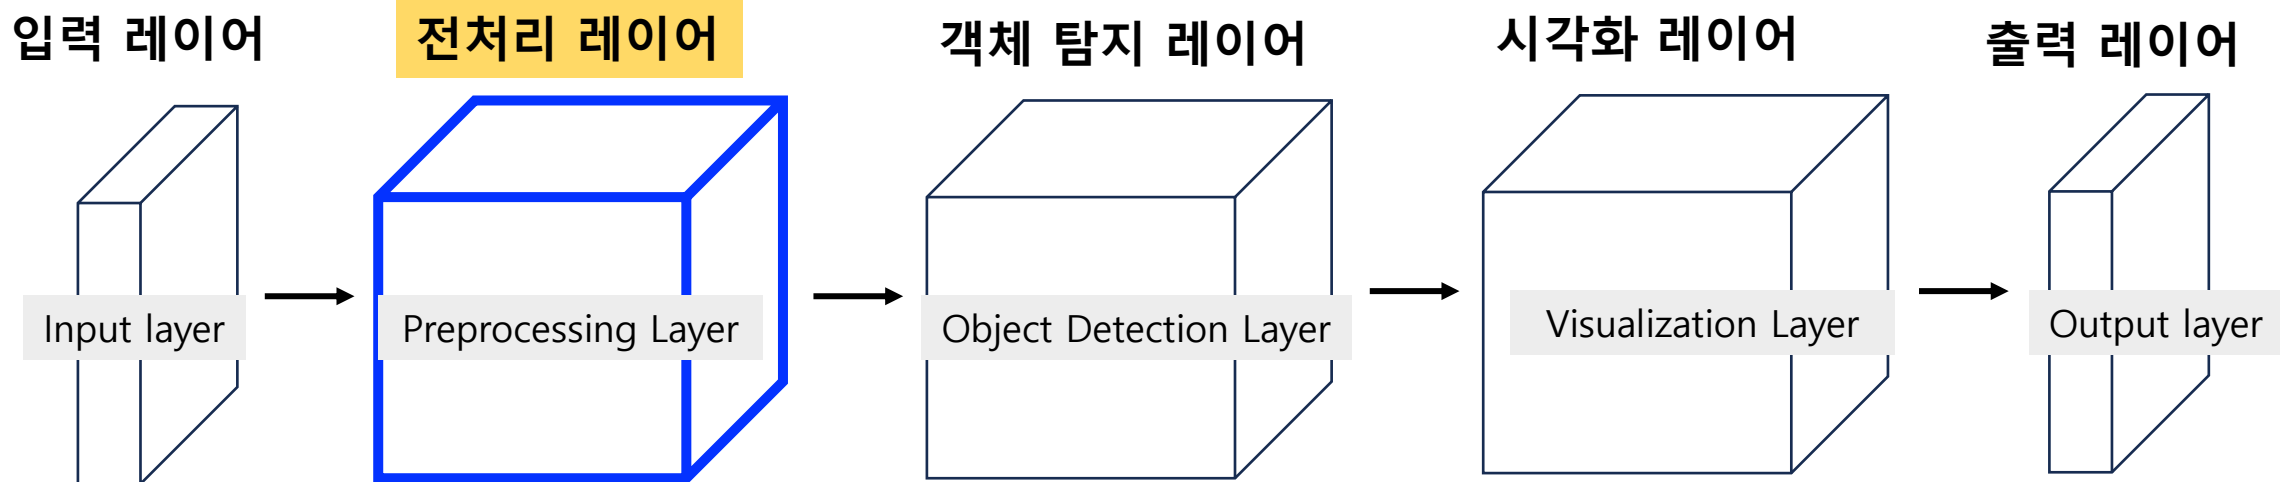 입력 레이어
전처리 레이어
객체 탐지 레이어
시각화 레이어
출력 레이어
Input layer
Preprocessing Layer
Object Detection Layer
Visualization Layer
Output layer